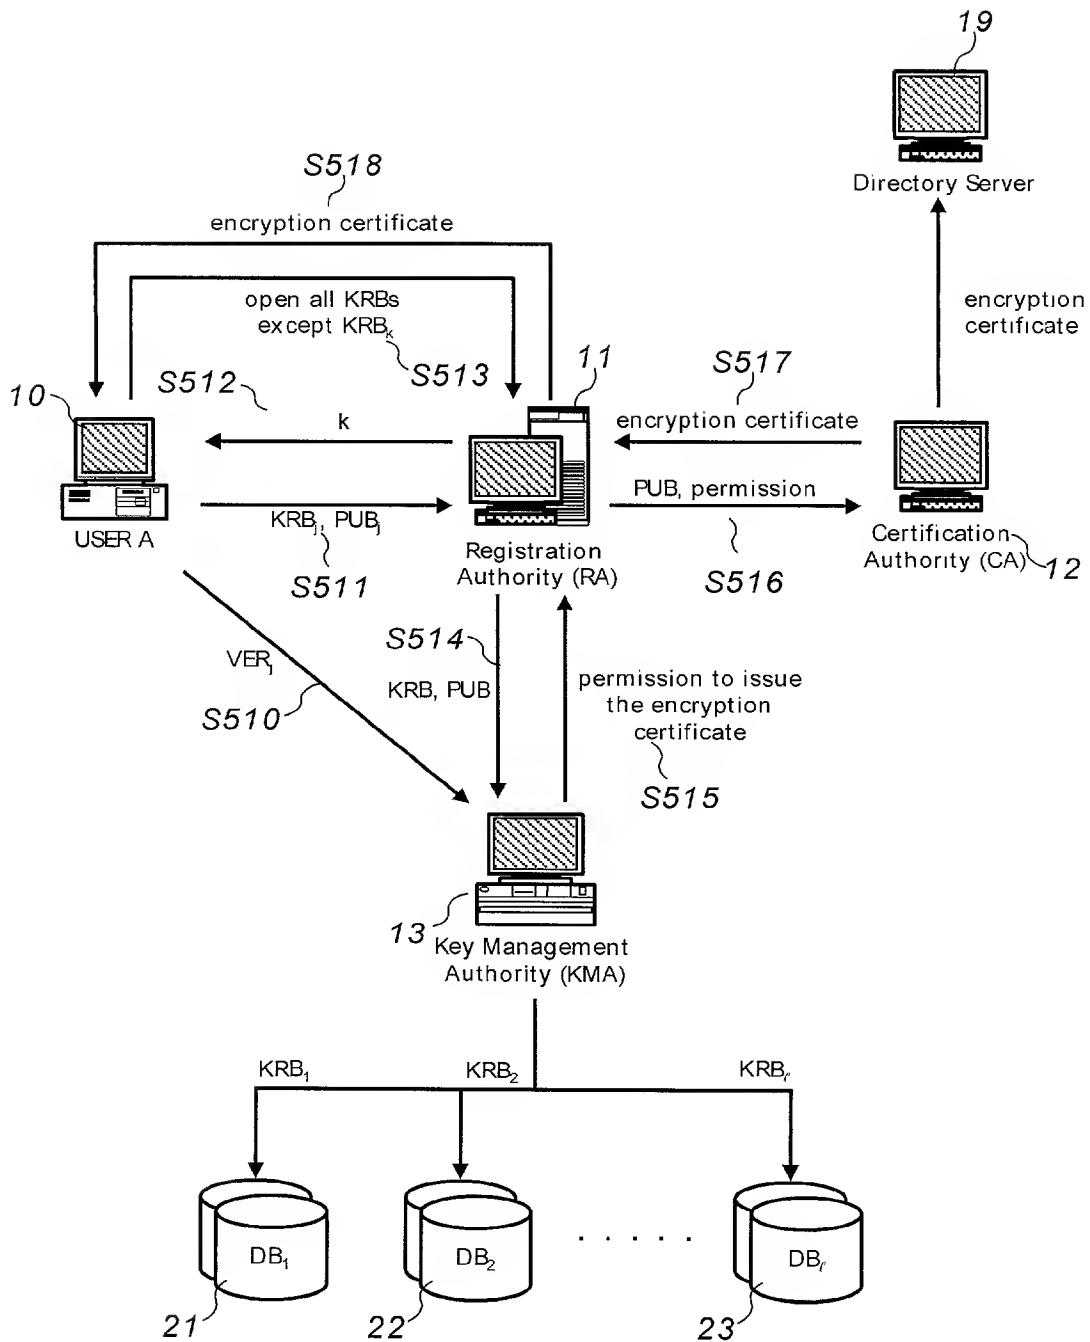 19
Directory Server
S518
encryption certificate
open all KRBs
except KRBk
S513
encryption
certificate
S517
11
S512
10
k
encryption certificate
PUB, permission
USER A
KRBj, PUBj
S511
Registration
Authority (RA)
Certification
Authority (CA)
12
S516
S514
VERj
KRB, PUB
S510
permission to issue
the encryption
certificate
S515
13
Key Management
Authority (KMA)
KRB1
KRB2
KRBℓ
DB1
DB2
. . . . .
DBℓ
21
22
23